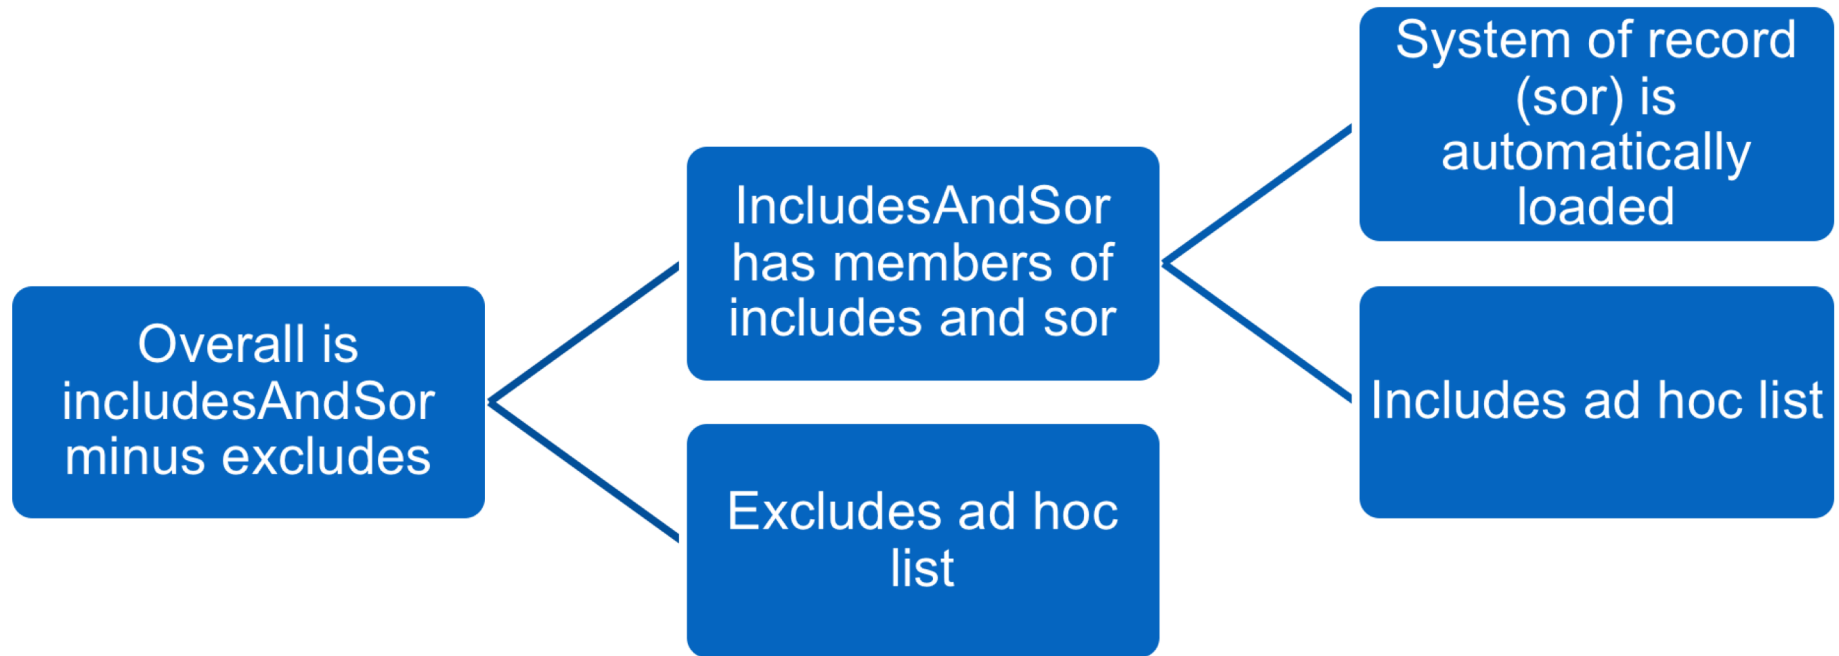 Overall is
includesAndSor
minus excludes
IncludesAndSor
has members of
includes and sor
Excludes ad hoc
list
System of record
(sor) is
automatically
loaded
Includes ad hoc list